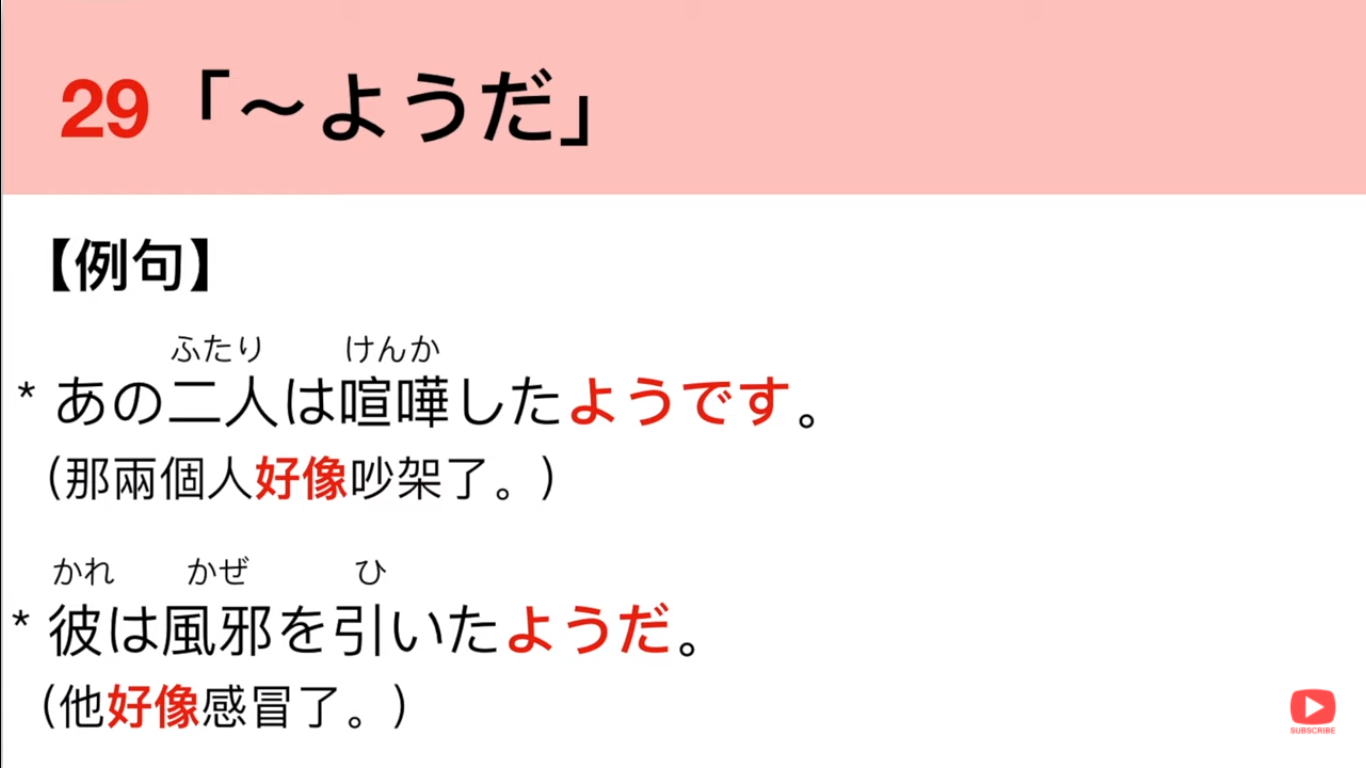 29「～ようだ」
【例句】
ふたり けんか
* あの二人は喧嘩したようです。
（那兩個人好像吵架了。）
かれ かぜ ひ
* 彼は風邪を引いたようだ。
（他好像感冒了。）
SUBSCRIBE